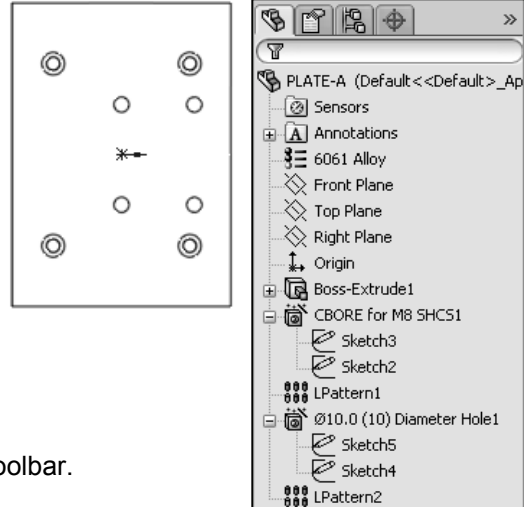 »
PLATE-A (Default<<Default>_Ap
Sensors
A Annotations
6061 Alloy
Front Plane
Top Plane
Right Plane
Origin
Boss-Extrude1
CBORE for M8 SHCS1
Sketch3
Sketch2
LPattern1
Ø10.0 (10) Diameter Hole1
Sketch5
Sketch4
LPattern2
oolbar.